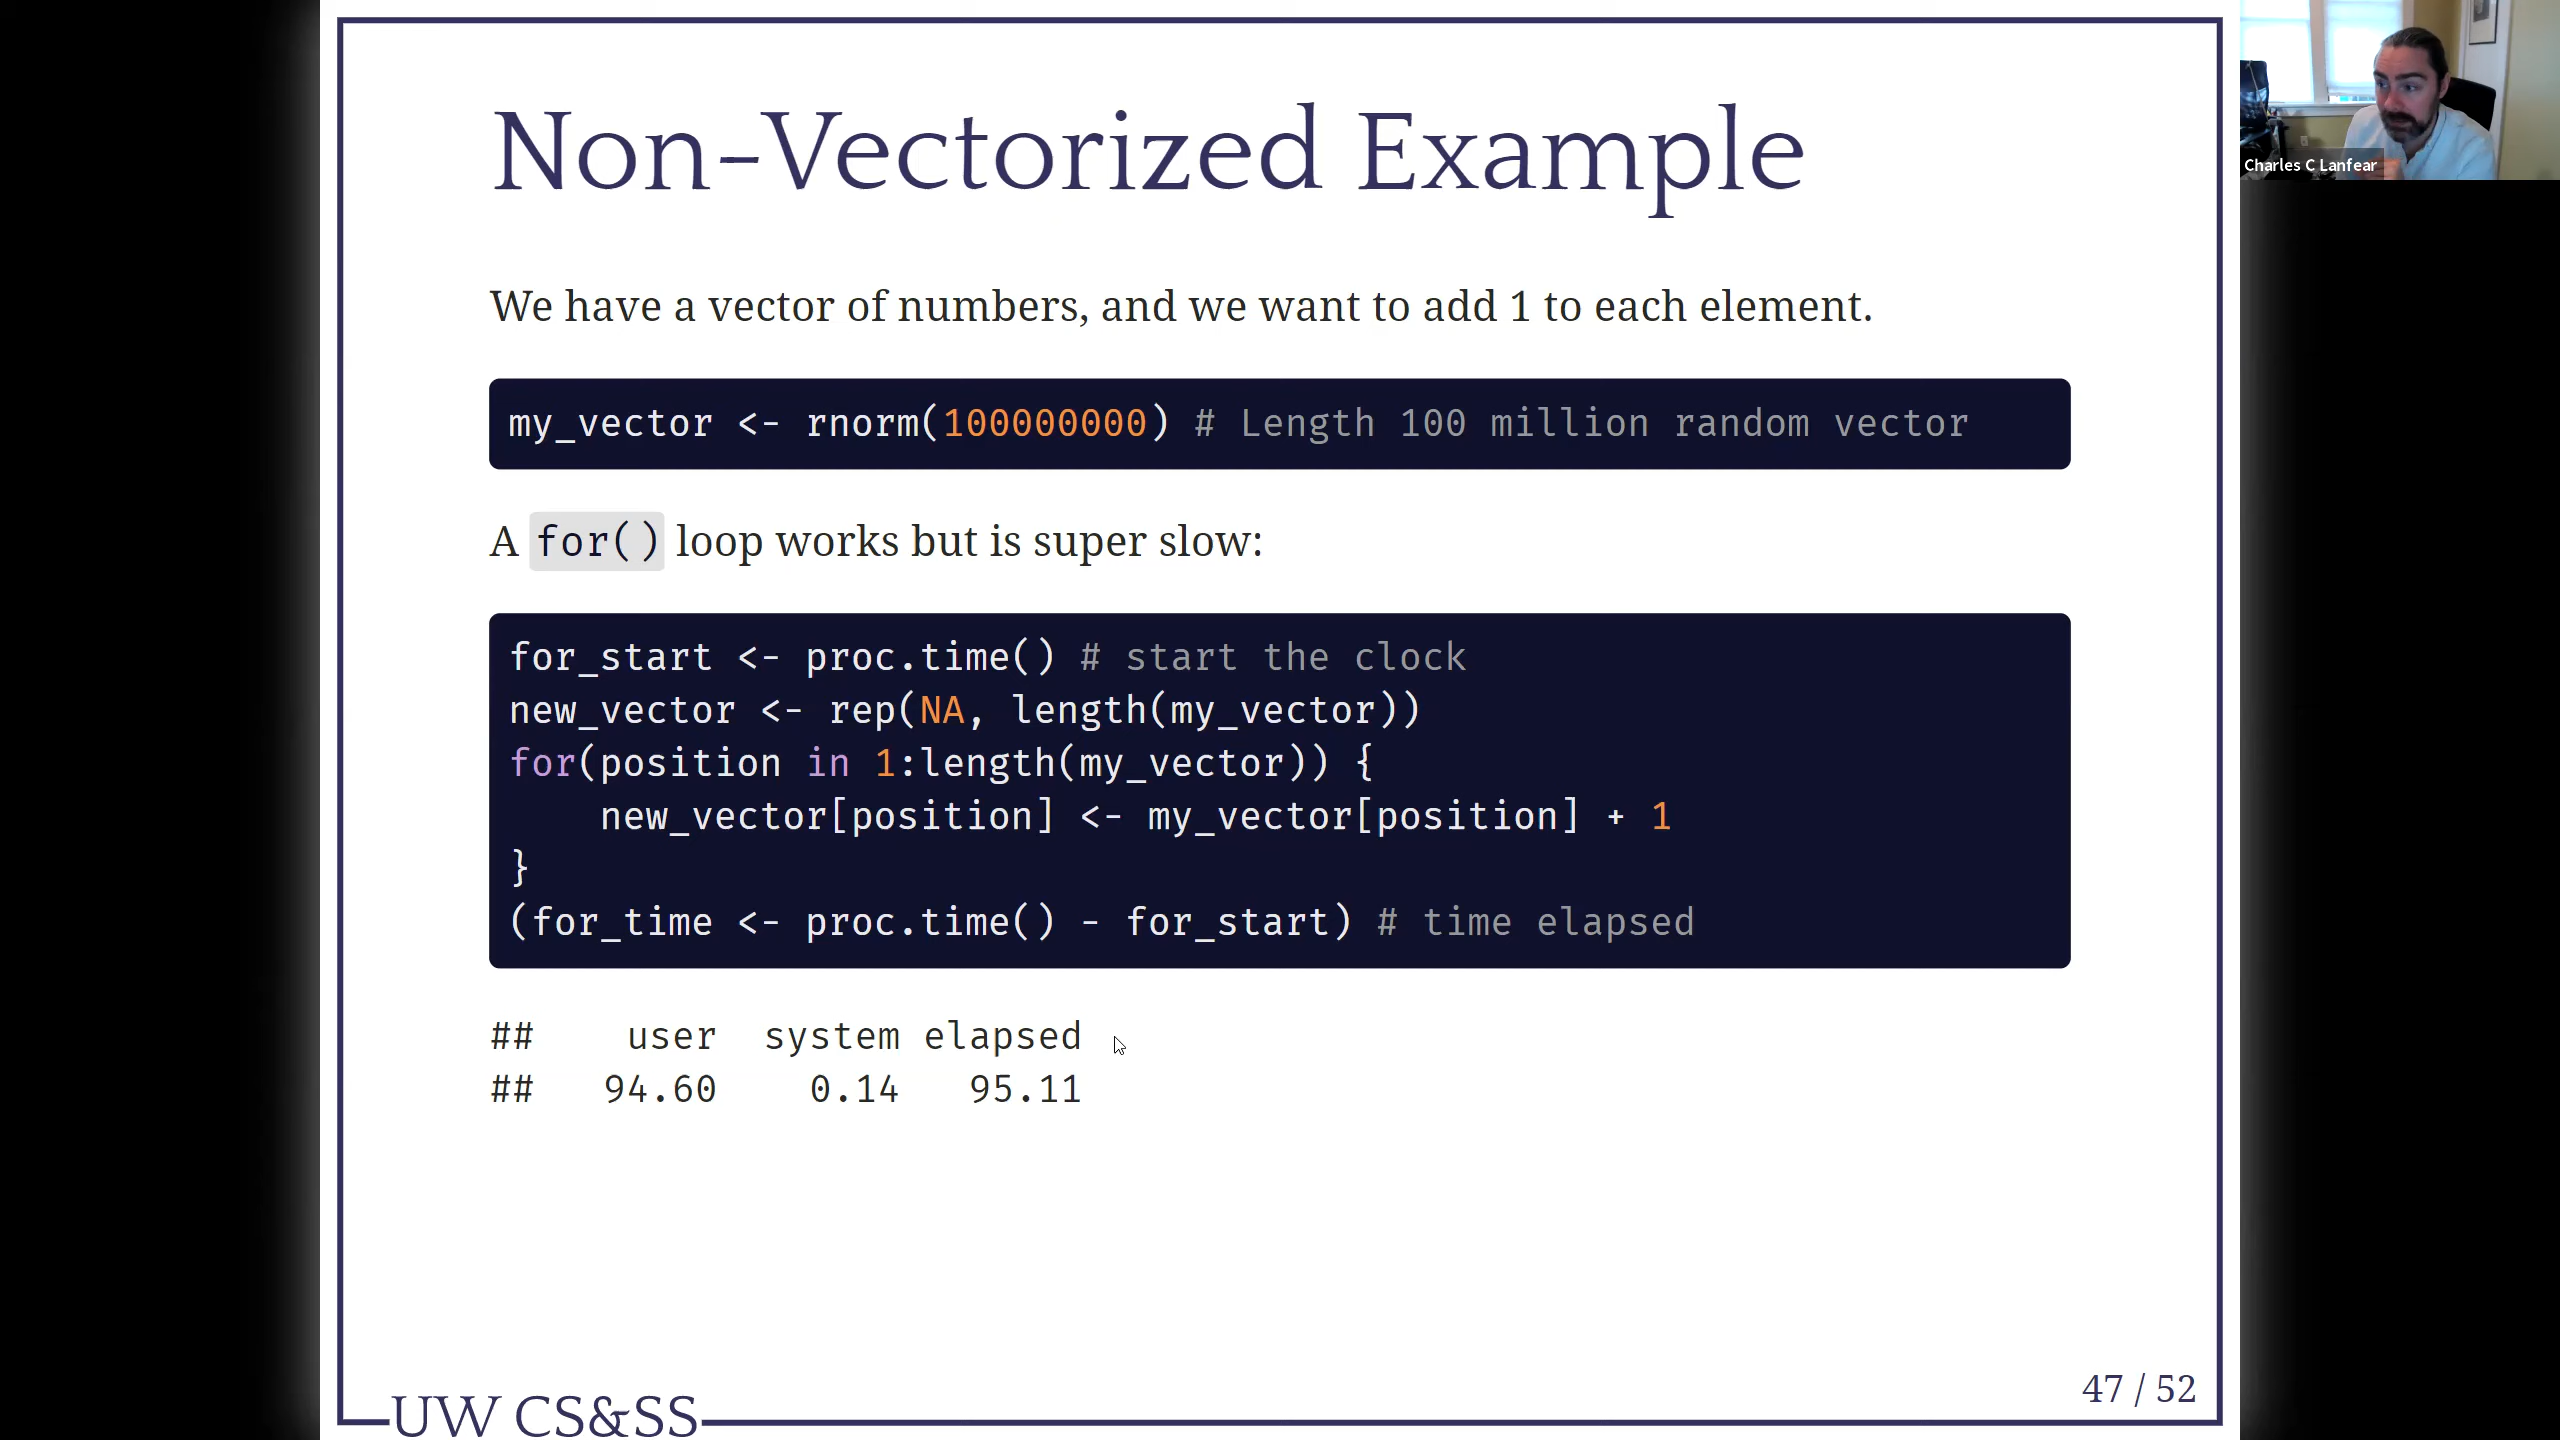 Non-Vectorized Example
Charles C Lanfear
We have a vector of numbers, and we want to add 1 to each element.
my_vector <- rnorm(100000000) # Length 100 million random vector
A for() loop works but is super slow:
for_start <- proc.time() # start the clock
new_vector <- rep(NA, length(my_vector))
for(position in 1:length(my_vector)) {
    new_vector[position] <- my_vector[position] + 1
}
(for_time <- proc.time() - for_start) # time elapsed
##    user  system elapsed
##   94.60    0.14   95.11
47 / 52
UW CS&SS